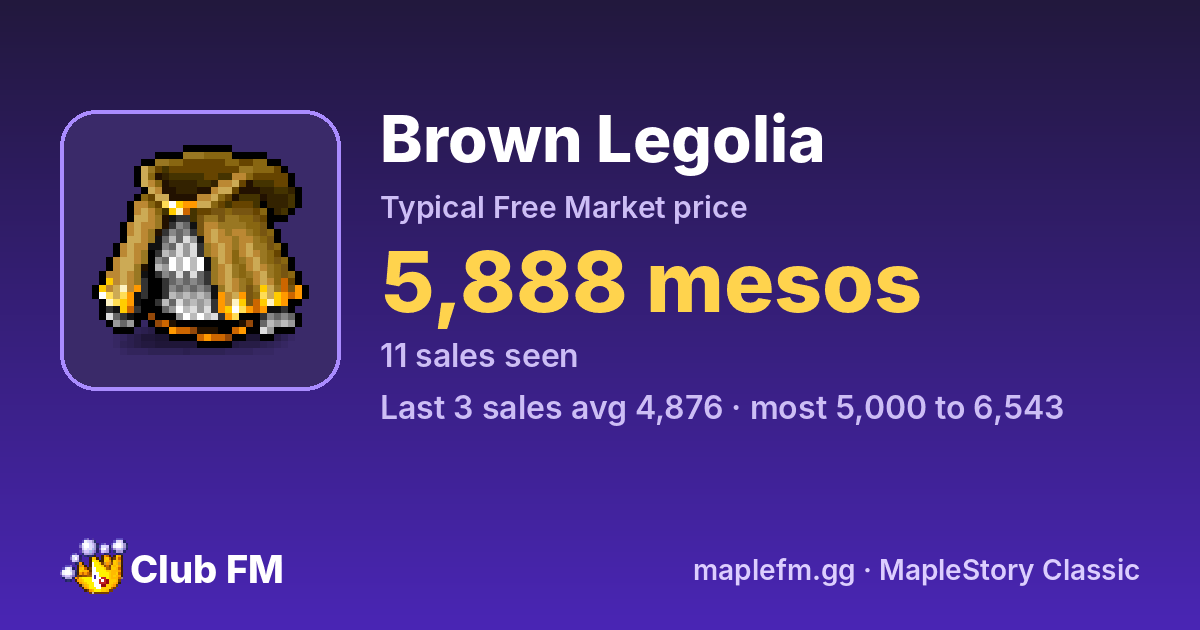 Brown Legolia
Typical Free Market price
5,888 mesos
11 sales seen
Last 3 sales avg 4,876 · most 5,000 to 6,543
Club FM
maplefm.gg · MapleStory Classic